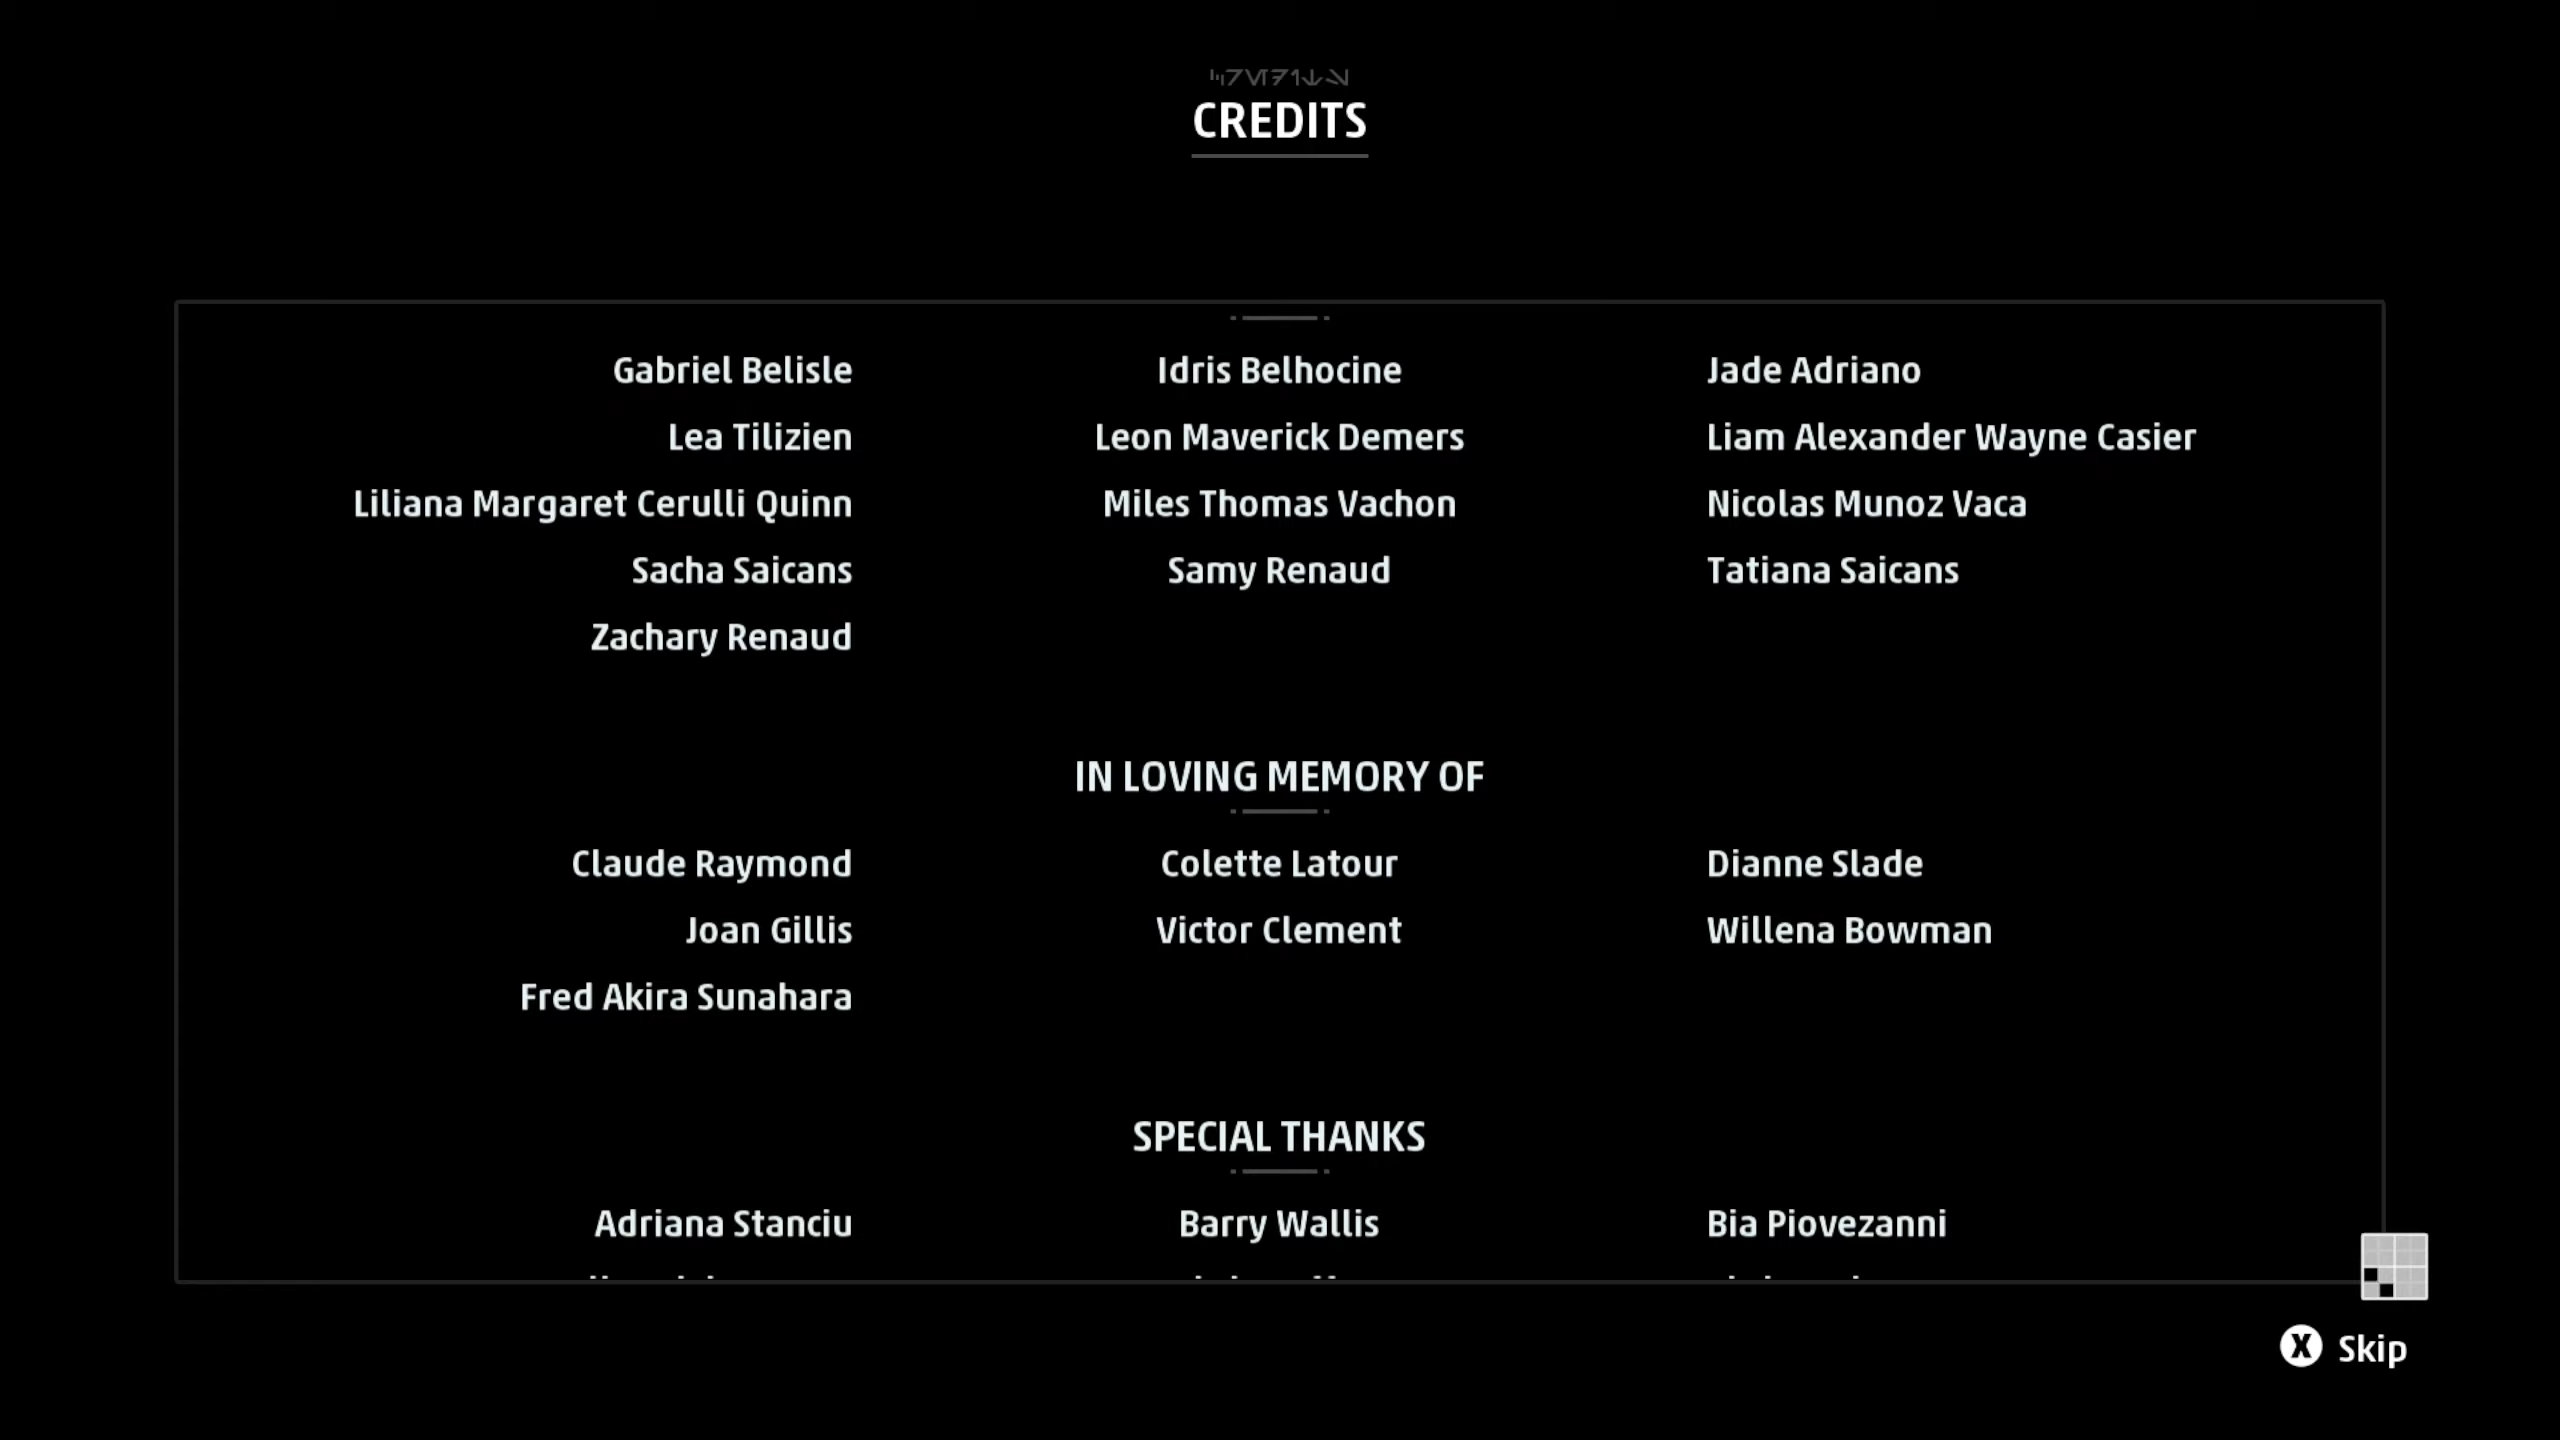 CREDITS
Gabriel Belisle Idris Belhocine Jade Adriano
Lea Tilizien Leon Maverick Demers Liam Alexander Wayne Casier
Liliana Margaret Cerulli Quinn Miles Thomas Vachon Nicolas Munoz Vaca
Sacha Saicans Samy Renaud Tatiana Saicans
Zachary Renaud
IN LOVING MEMORY OF
Claude Raymond Colette Latour Dianne Slade
Joan Gillis Victor Clement Willena Bowman
Fred Akira Sunahara
SPECIAL THANKS
Adriana Stanciu Barry Wallis Bia Piovezanni
X Skip